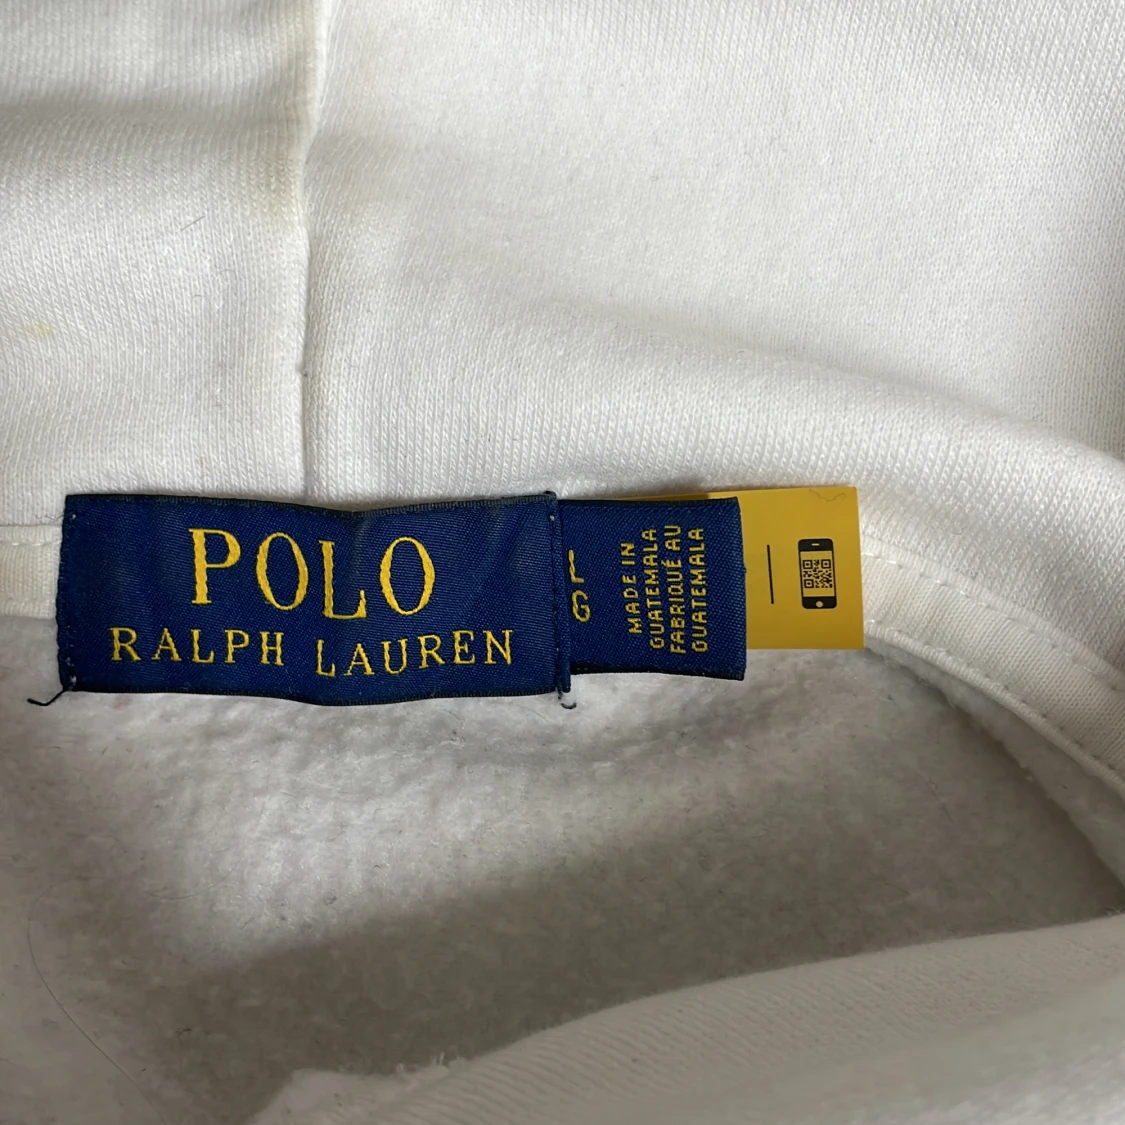 POLO
RALPH LAUREN
MADE IN
GUATEMALA
FABRIQUÉ AU
GUATEMALA